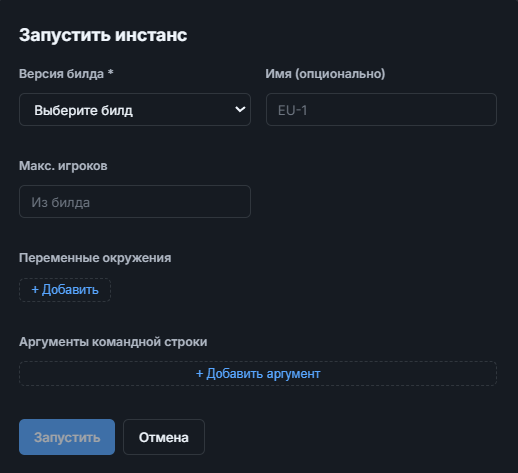 Запустить инстанс
Версия билда * Имя (опционально)
Выберите билд EU-1
Макс. игроков
Из билда
Переменные окружения
+ Добавить
Аргументы командной строки
+ Добавить аргумент
Запустить Отмена